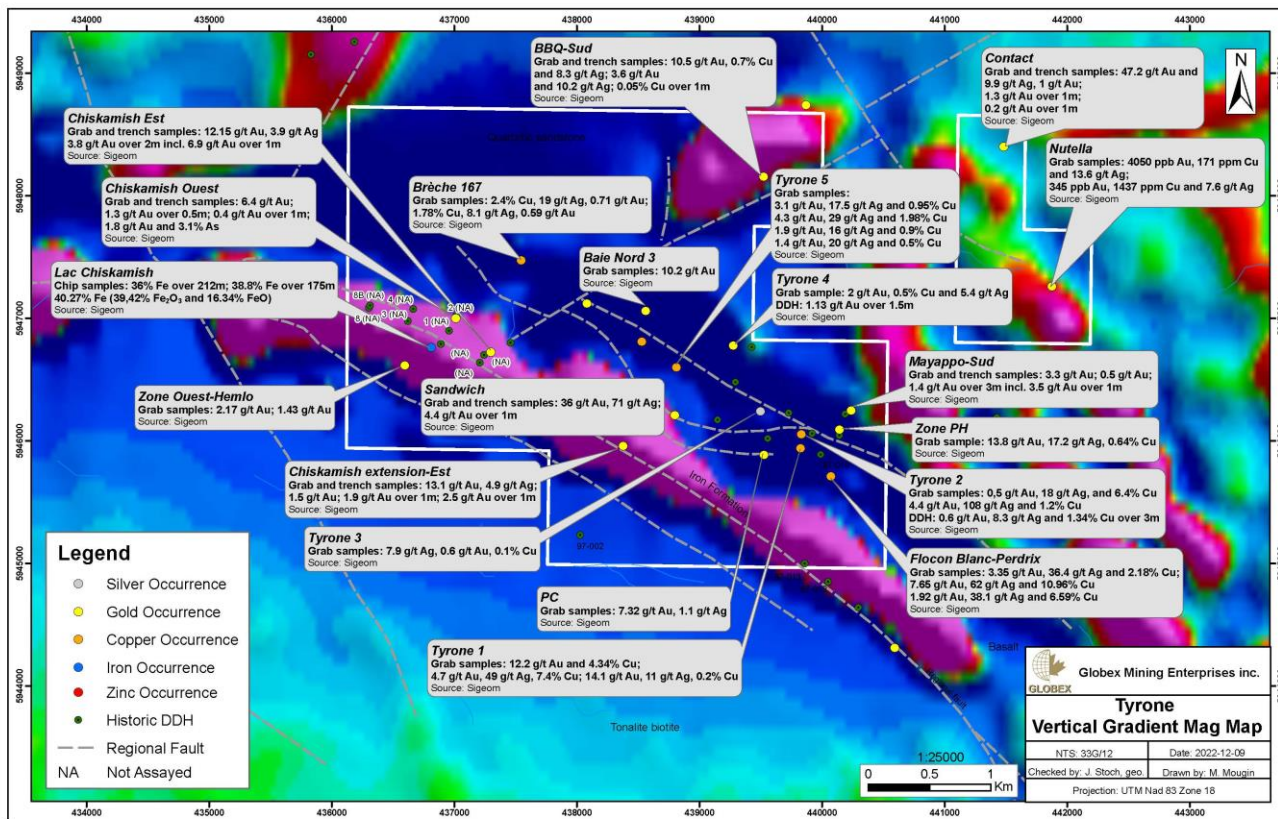 434000 435000 436000 437000 438000 439000 440000 441000 442000 443000
5949000
5948000
5947000
5946000
5945000
5944000
BBQ-Sud
Grab and trench samples: 10.5 g/t Au, 0.7% Cu
and 8.3 g/t Ag; 3.6 g/t Au
and 10.2 g/t Ag; 0.05% Cu over 1m
Source: Sigeom
Contact
Grab and trench samples: 47.2 g/t Au and
9.9 g/t Ag, 1 g/t Au;
1.3 g/t Au over 1m;
0.2 g/t Au over 1m
Source: Sigeom
N
Chiskamish Est
Grab and trench samples: 12.15 g/t Au, 3.9 g/t Ag
3.8 g/t Au over 2m incl. 6.9 g/t Au over 1m
Source: Sigeom
Nutella
Grab samples: 4050 ppb Au, 171 ppm Cu
and 13.6 g/t Ag;
345 ppb Au, 1437 ppm Cu and 7.6 g/t Ag
Source: Sigeom
Chiskamish Ouest
Grab and trench samples: 6.4 g/t Au;
1.3 g/t Au over 0.5m; 0.4 g/t Au over 1m;
1.8 g/t Au and 3.1% As
Source: Sigeom
Brèche 167
Grab samples: 2.4% Cu, 19 g/t Ag, 0.71 g/t Au;
1.78% Cu, 8.1 g/t Ag, 0.59 g/t Au
Source: Sigeom
Tyrone 5
Grab samples:
3.1 g/t Au, 17.5 g/t Ag and 0.95% Cu
4.3 g/t Au, 29 g/t Ag and 1.98% Cu
1.9 g/t Au, 16 g/t Ag and 0.9% Cu
1.4 g/t Au, 20 g/t Ag and 0.5% Cu
Source: Sigeom
Baie Nord 3
Grab samples: 10.2 g/t Au
Source: Sigeom
Lac Chiskamish
Chip samples: 36% Fe over 212m; 38.8% Fe over 175m
40.27% Fe (39,42% Fe₂O₃ and 16.34% FeO)
Source: Sigeom
Tyrone 4
Grab sample: 2 g/t Au, 0.5% Cu and 5.4 g/t Ag
DDH: 1.13 g/t Au over 1.5m
Source: Sigeom
8B (NA)
4 (NA)
2 (NA)
3 (NA)
8 (NA)
1 (NA)
(NA)
(NA)
(NA)
Mayappo-Sud
Grab and trench samples: 3.3 g/t Au; 0.5 g/t Au;
1.4 g/t Au over 3m incl. 3.5 g/t Au over 1m
Source: Sigeom
Zone Ouest-Hemlo
Grab samples: 2.17 g/t Au; 1.43 g/t Au
Source: Sigeom
Sandwich
Grab and trench samples: 36 g/t Au, 71 g/t Ag;
4.4 g/t Au over 1m
Source: Sigeom
Zone PH
Grab sample: 13.8 g/t Au, 17.2 g/t Ag, 0.64% Cu
Source: Sigeom
Chiskamish extension-Est
Grab and trench samples: 13.1 g/t Au, 4.9 g/t Ag;
1.5 g/t Au; 1.9 g/t Au over 1m; 2.5 g/t Au over 1m
Source: Sigeom
Iron Formation
Tyrone 2
Grab samples: 0,5 g/t Au, 18 g/t Ag, and 6.4% Cu
4.4 g/t Au, 108 g/t Ag and 1.2% Cu
DDH: 0.6 g/t Au, 8.3 g/t Ag and 1.34% Cu over 3m
Source: Sigeom
Tyrone 3
Grab samples: 7.9 g/t Ag, 0.6 g/t Au, 0.1% Cu
Source: Sigeom
97-002
Flocon Blanc-Perdrix
Grab samples: 3.35 g/t Au, 36.4 g/t Ag and 2.18% Cu;
7.65 g/t Au, 62 g/t Ag and 10.96% Cu
1.92 g/t Au, 38.1 g/t Ag and 6.59% Cu
Source: Sigeom
PC
Grab samples: 7.32 g/t Au, 1.1 g/t Ag
Source: Sigeom
Tyrone 1
Grab samples: 12.2 g/t Au and 4.34% Cu;
4.7 g/t Au, 49 g/t Ag, 7.4% Cu; 14.1 g/t Au, 11 g/t Ag, 0.2% Cu
Source: Sigeom
Basalt
Tonalite biotite
Legend
Silver Occurrence
Gold Occurrence
Copper Occurrence
Iron Occurrence
Zinc Occurrence
Historic DDH
Regional Fault
NA Not Assayed
1:25000
0 0.5 1
Km
GLOBEX
Globex Mining Enterprises inc.
Tyrone
Vertical Gradient Mag Map
NTS: 33G/12
Date: 2022-12-09
Checked by: J. Stoch, geo.
Drawn by: M. Mougin
Projection: UTM Nad 83 Zone 18
434000 435000 436000 437000 438000 439000 440000 441000 442000 443000